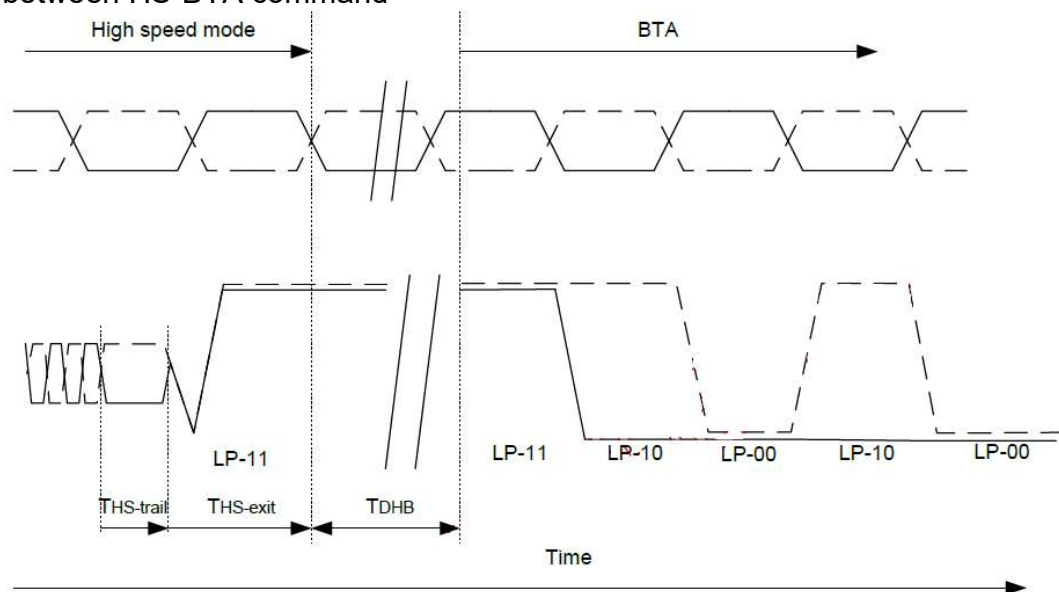 between HS-BTA command
High speed mode
BTA
LP-11
LP-11
LP-10
LP-00
LP-10
LP-00
THS-trail
THS-exit
TDHB
Time